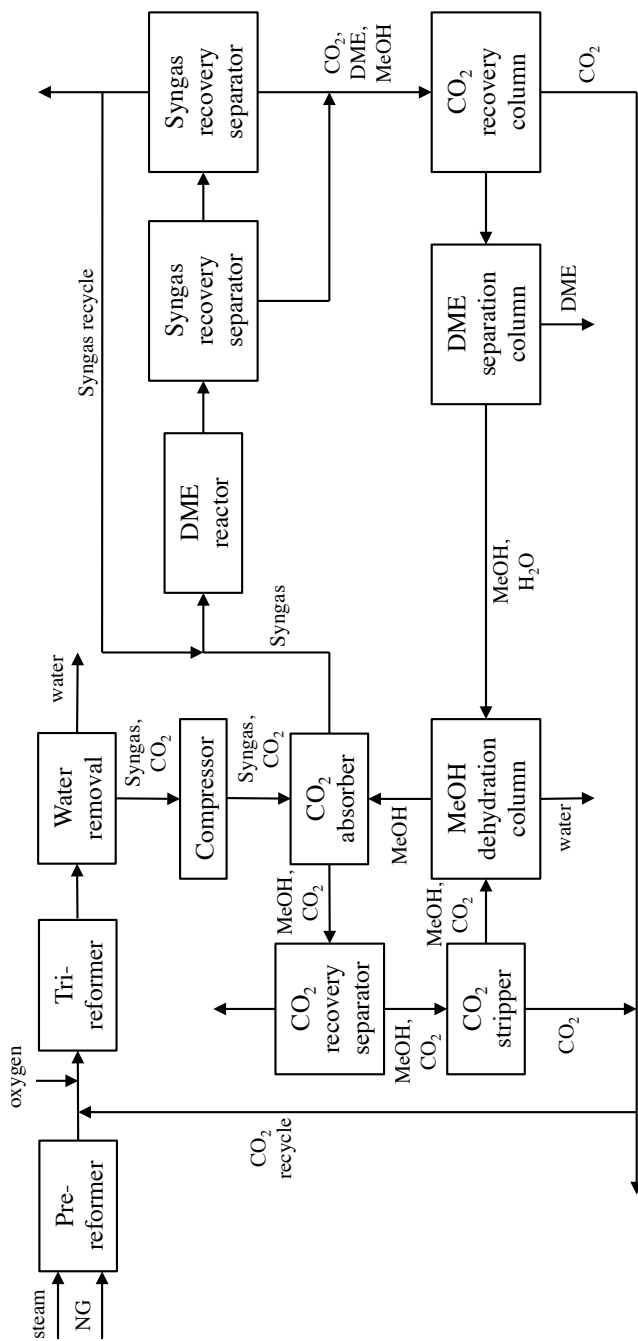 steam
NG
Pre-
reformer
oxygen
Tri-
reformer
Water
removal
water
Syngas,
CO₂
Compressor
Syngas,
CO₂
CO₂
absorber
Syngas
Syngas recycle
DME
reactor
Syngas
recovery
separator
Syngas
recovery
separator
CO₂,
DME,
MeOH
CO₂
recovery
column
CO₂
DME
separation
column
DME
MeOH,
H₂O
MeOH
dehydration
column
water
MeOH
MeOH,
CO₂
CO₂
recovery
separator
MeOH,
CO₂
CO₂
stripper
MeOH,
CO₂
CO₂
CO₂
recycle